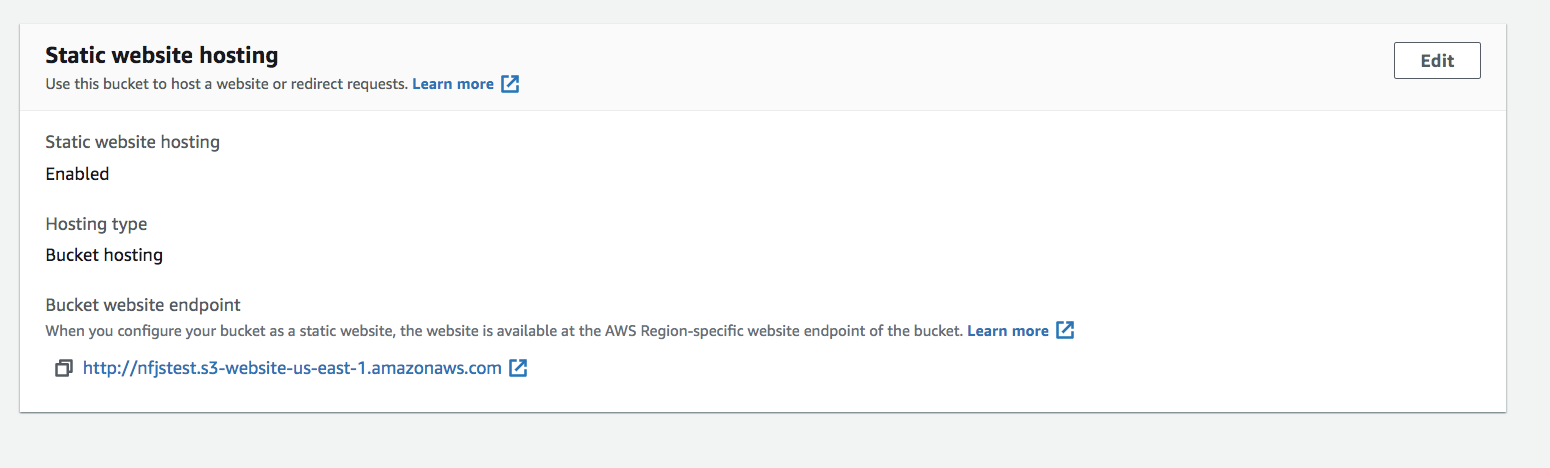 Static website hosting
Edit
Use this bucket to host a website or redirect requests. Learn more
Static website hosting
Enabled
Hosting type
Bucket hosting
Bucket website endpoint
When you configure your bucket as a static website, the website is available at the AWS Region-specific website endpoint of the bucket. Learn more
http://nfjstest.s3-website-us-east-1.amazonaws.com